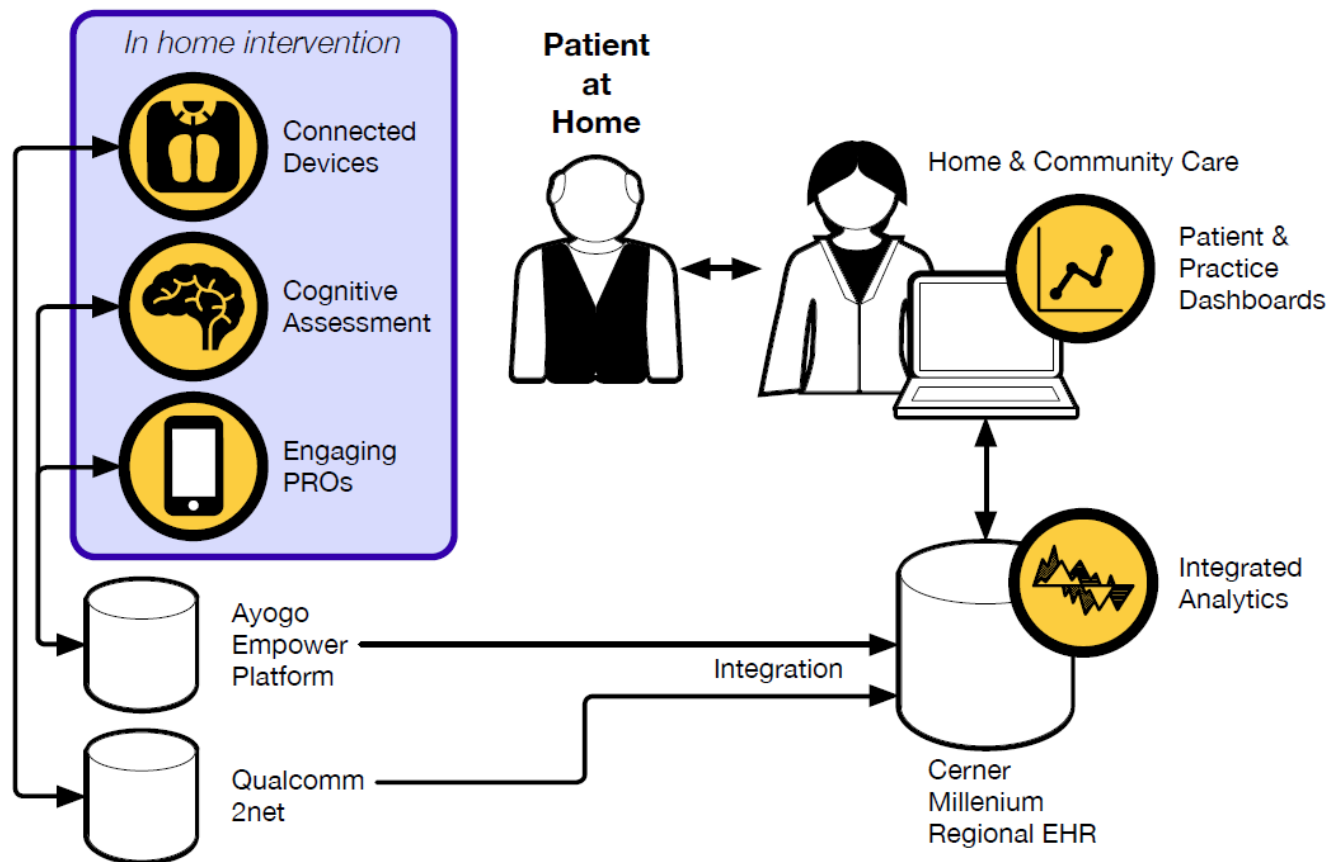 In home intervention
Connected
Devices
Cognitive
Assessment
Engaging
PROs
Patient
at
Home
Home & Community Care
Patient &
Practice
Dashboards
Integrated
Analytics
Ayogo
Empower
Platform
Integration
Qualcomm
2net
Cerner
Millenium
Regional EHR